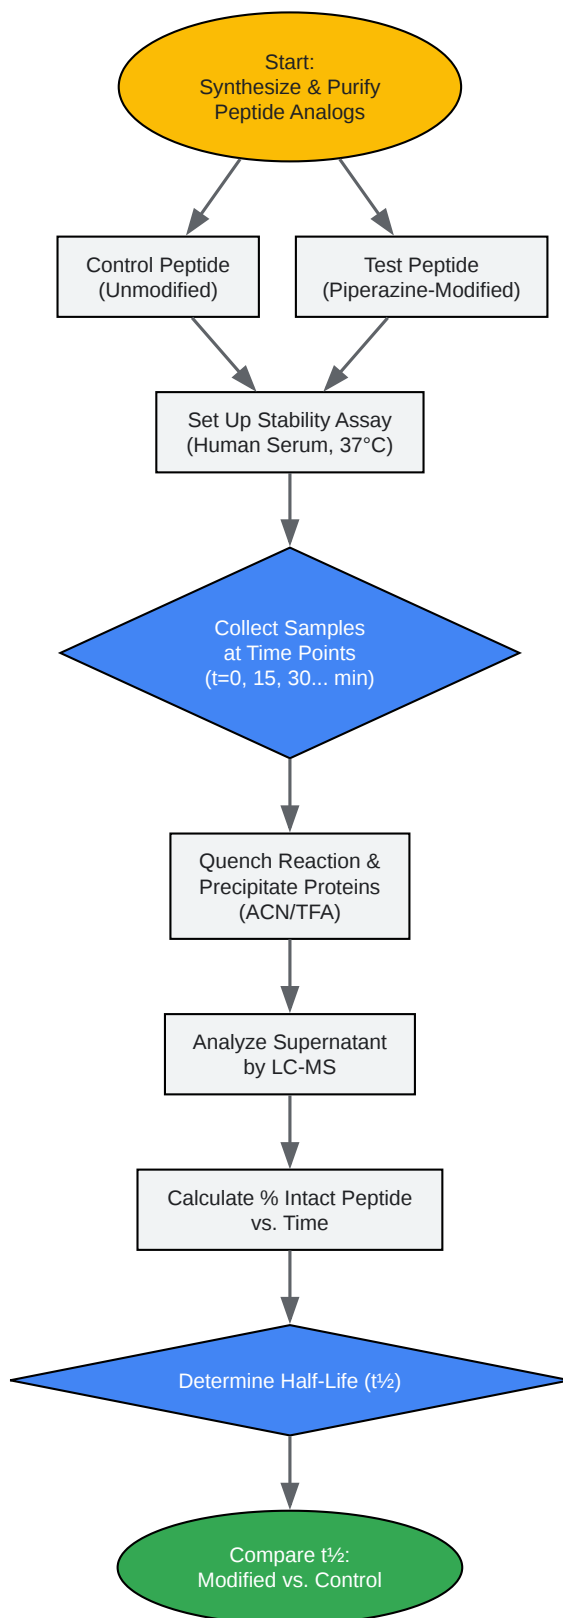 Start:
Synthesize & Purify
Peptide Analogs
Control Peptide
(Unmodified)
Test Peptide
(Piperazine-Modified)
Set Up Stability Assay
(Human Serum, 37°C)
Collect Samples
at Time Points
(t=0, 15, 30... min)
Quench Reaction &
Precipitate Proteins
(ACN/TFA)
Analyze Supernatant
by LC-MS
Calculate % Intact Peptide
vs. Time
Determine Half-Life (t½)
Compare t½:
Modified vs. Control